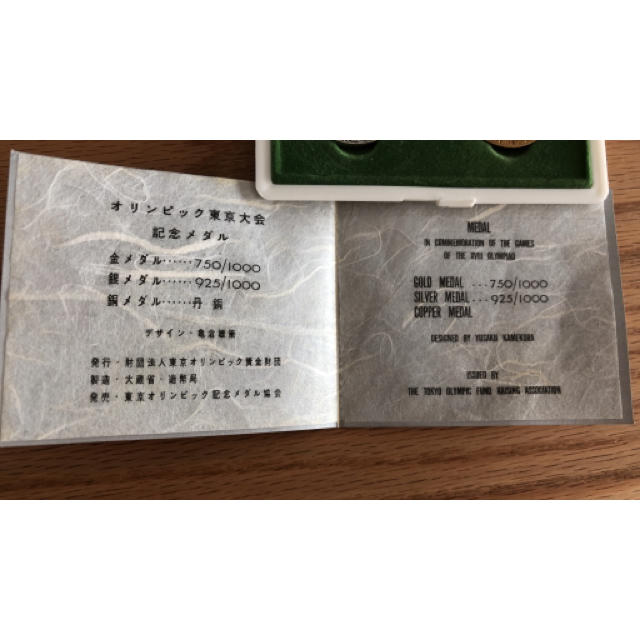 オリンピック東京大会
記念メダル
金メダル……750/1000
銀メダル……925/1000
銅メダル……丹銅
デザイン・亀倉雄策
発行・財団法人東京オリンピック資金財団
製造・大蔵省・造幣局
発売・東京オリンピック記念メダル協会
MEDAL
IN COMMEMORATION OF THE GAMES
OF THE XVIII OLYMPIAD
GOLD MEDAL ...750/1000
SILVER MEDAL ...925/1000
COPPER MEDAL
DESIGNED BY YUSAKU KAMEKURA
ISSUED BY
THE TOKYO OLYMPIC FUND RAISING ASSOCIATION